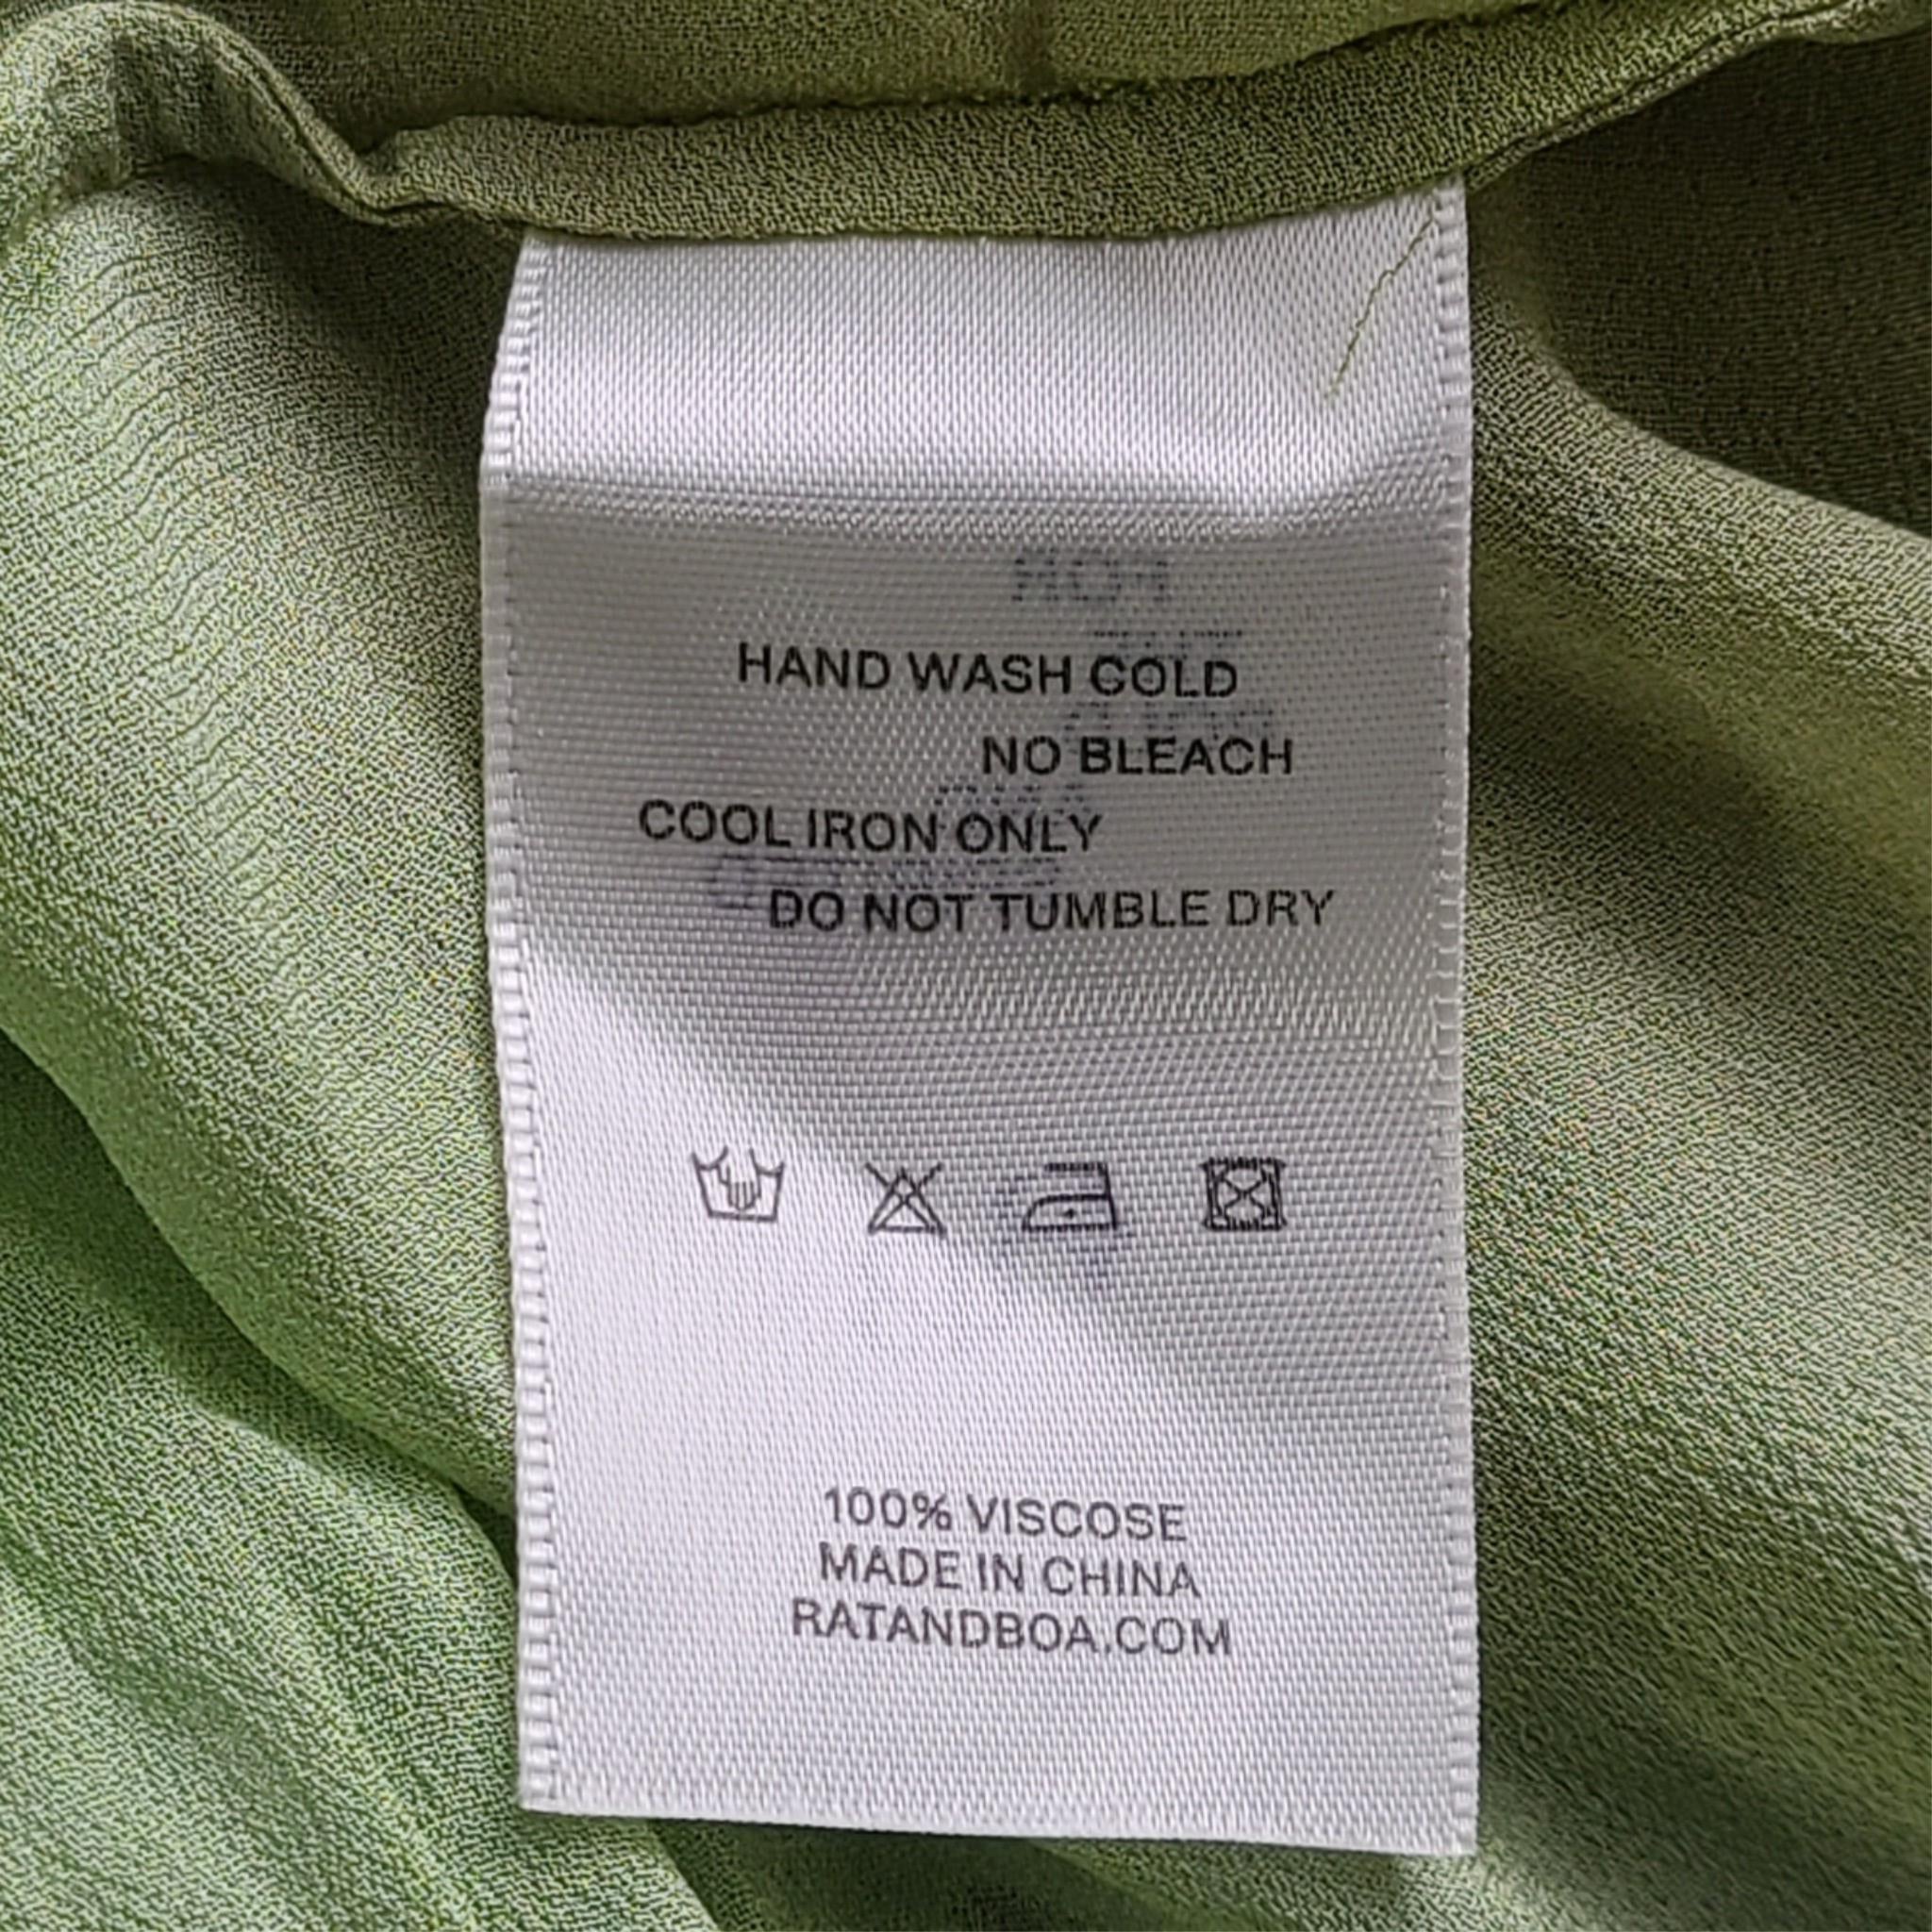 HAND WASH COLD
NO BLEACH
COOL IRON ONLY
DO NOT TUMBLE DRY
100% VISCOSE
MADE IN CHINA
RATANDBOA.COM